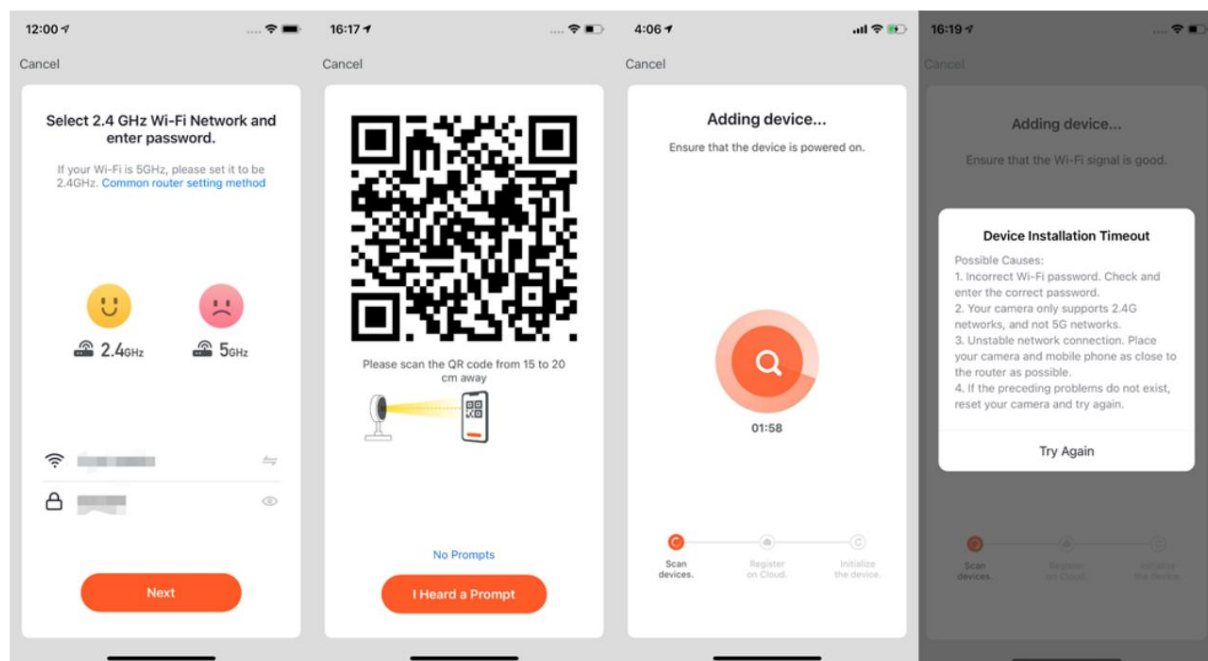 12:00
Cancel
Select 2.4 GHz Wi-Fi Network and
enter password.
If your Wi-Fi is 5GHz, please set it to be
2.4GHz. Common router setting method
2.4GHz
5GHz
Next
16:17
Cancel
Please scan the QR code from 15 to 20
cm away
No Prompts
I Heard a Prompt
4:06
Cancel
Adding device...
Ensure that the device is powered on.
01:58
Scan
devices.
Register
on Cloud.
Initialize
the device.
16:19
Cancel
Adding device...
Ensure that the Wi-Fi signal is good.
Device Installation Timeout
Possible Causes:
1. Incorrect Wi-Fi password. Check and
enter the correct password.
2. Your camera only supports 2.4G
networks, and not 5G networks.
3. Unstable network connection. Place
your camera and mobile phone as close to
the router as possible.
4. If the preceding problems do not exist,
reset your camera and try again.
Try Again
Scan
devices.
Register
on Cloud.
Initialize
the device.